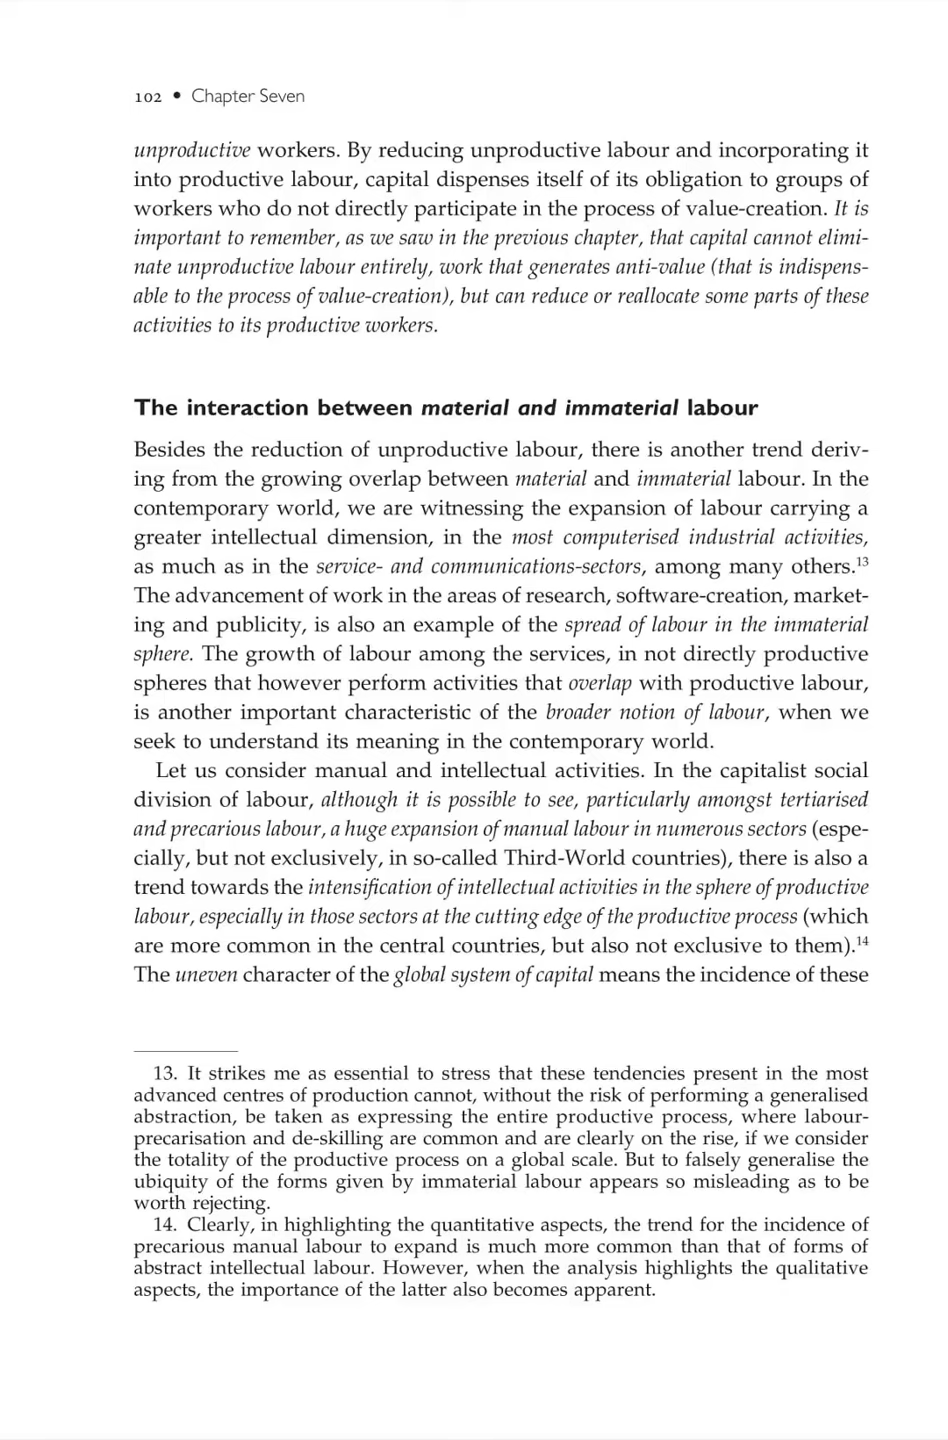 102 • Chapter Seven
unproductive workers. By reducing unproductive labour and incorporating it
into productive labour, capital dispenses itself of its obligation to groups of
workers who do not directly participate in the process of value-creation. It is
important to remember, as we saw in the previous chapter, that capital cannot elimi-
nate unproductive labour entirely, work that generates anti-value (that is indispens-
able to the process of value-creation), but can reduce or reallocate some parts of these
activities to its productive workers.
The interaction between material and immaterial labour
Besides the reduction of unproductive labour, there is another trend deriv-
ing from the growing overlap between material and immaterial labour. In the
contemporary world, we are witnessing the expansion of labour carrying a
greater intellectual dimension, in the most computerised industrial activities,
as much as in the service- and communications-sectors, among many others.13
The advancement of work in the areas of research, software-creation, market-
ing and publicity, is also an example of the spread of labour in the immaterial
sphere. The growth of labour among the services, in not directly productive
spheres that however perform activities that overlap with productive labour,
is another important characteristic of the broader notion of labour, when we
seek to understand its meaning in the contemporary world.
Let us consider manual and intellectual activities. In the capitalist social
division of labour, although it is possible to see, particularly amongst tertiarised
and precarious labour, a huge expansion of manual labour in numerous sectors (espe-
cially, but not exclusively, in so-called Third-World countries), there is also a
trend towards the intensification of intellectual activities in the sphere of productive
labour, especially in those sectors at the cutting edge of the productive process (which
are more common in the central countries, but also not exclusive to them).14
The uneven character of the global system of capital means the incidence of these
13. It strikes me as essential to stress that these tendencies present in the most
advanced centres of production cannot, without the risk of performing a generalised
abstraction, be taken as expressing the entire productive process, where labour-
precarisation and de-skilling are common and are clearly on the rise, if we consider
the totality of the productive process on a global scale. But to falsely generalise the
ubiquity of the forms given by immaterial labour appears so misleading as to be
worth rejecting.
14. Clearly, in highlighting the quantitative aspects, the trend for the incidence of
precarious manual labour to expand is much more common than that of forms of
abstract intellectual labour. However, when the analysis highlights the qualitative
aspects, the importance of the latter also becomes apparent.